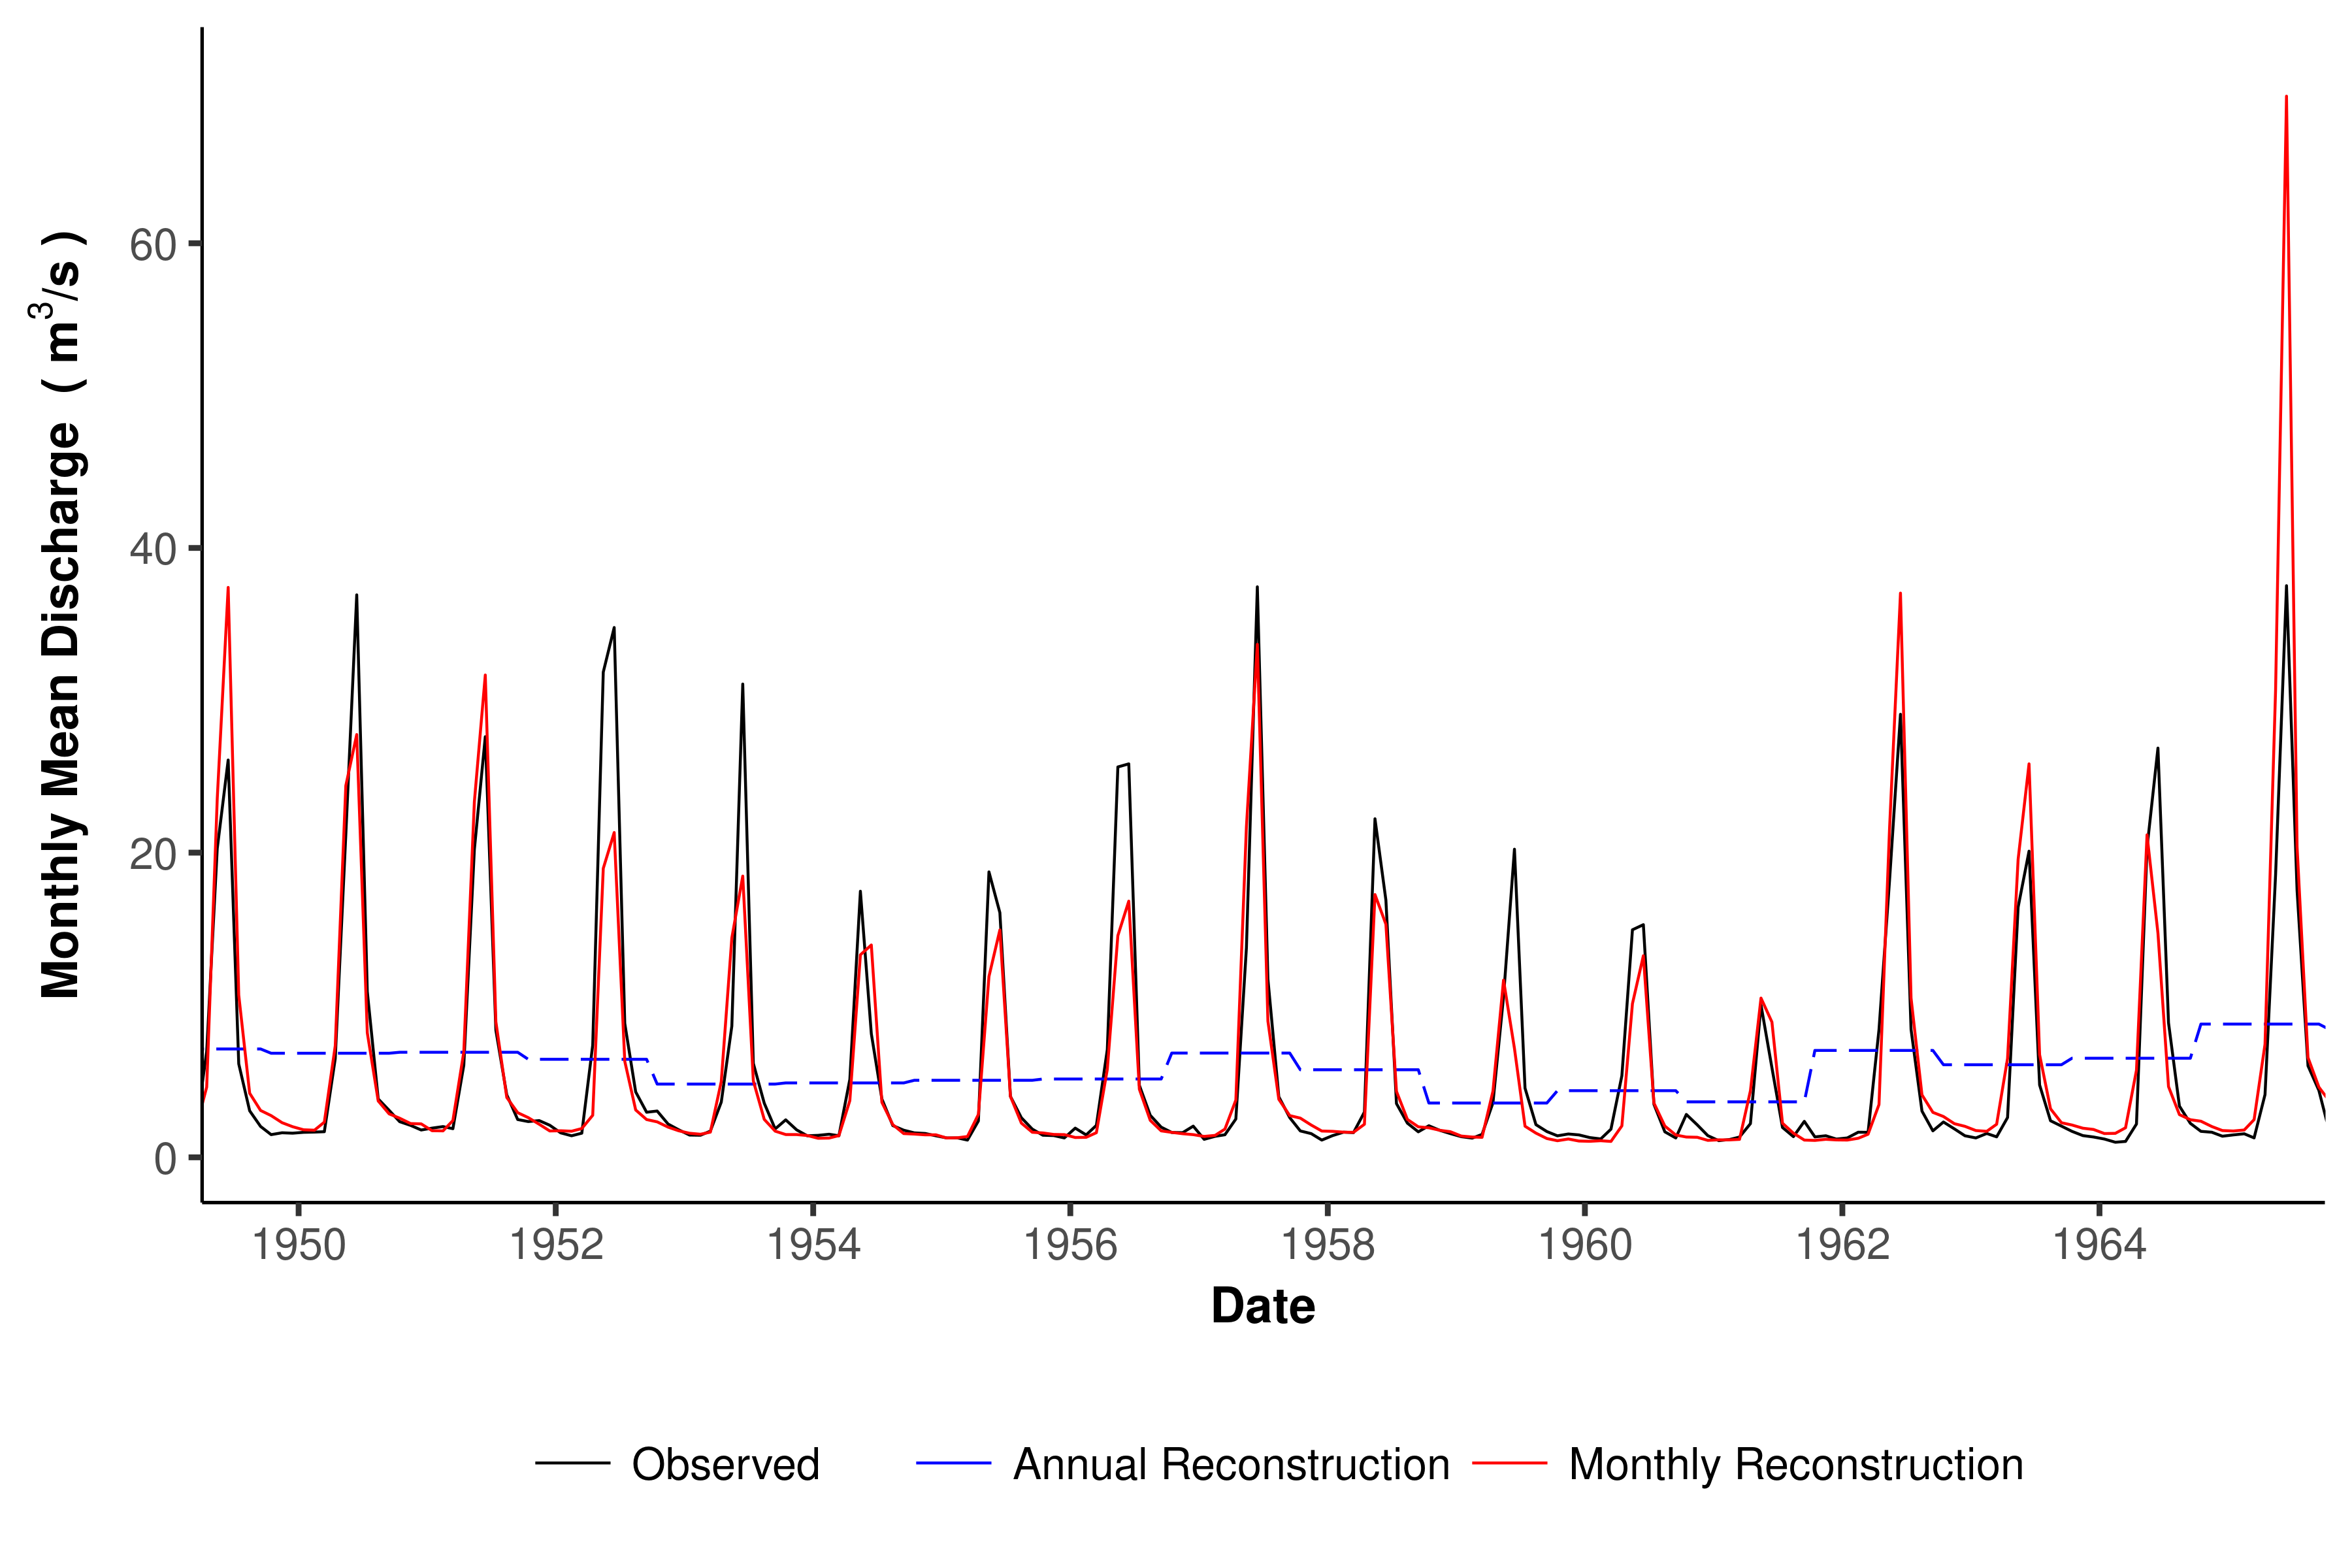 Monthly Mean Discharge ( m³/s )
60
40
20
0
1950 1952 1954 1956 1958 1960 1962 1964
Date
Observed Annual Reconstruction Monthly Reconstruction